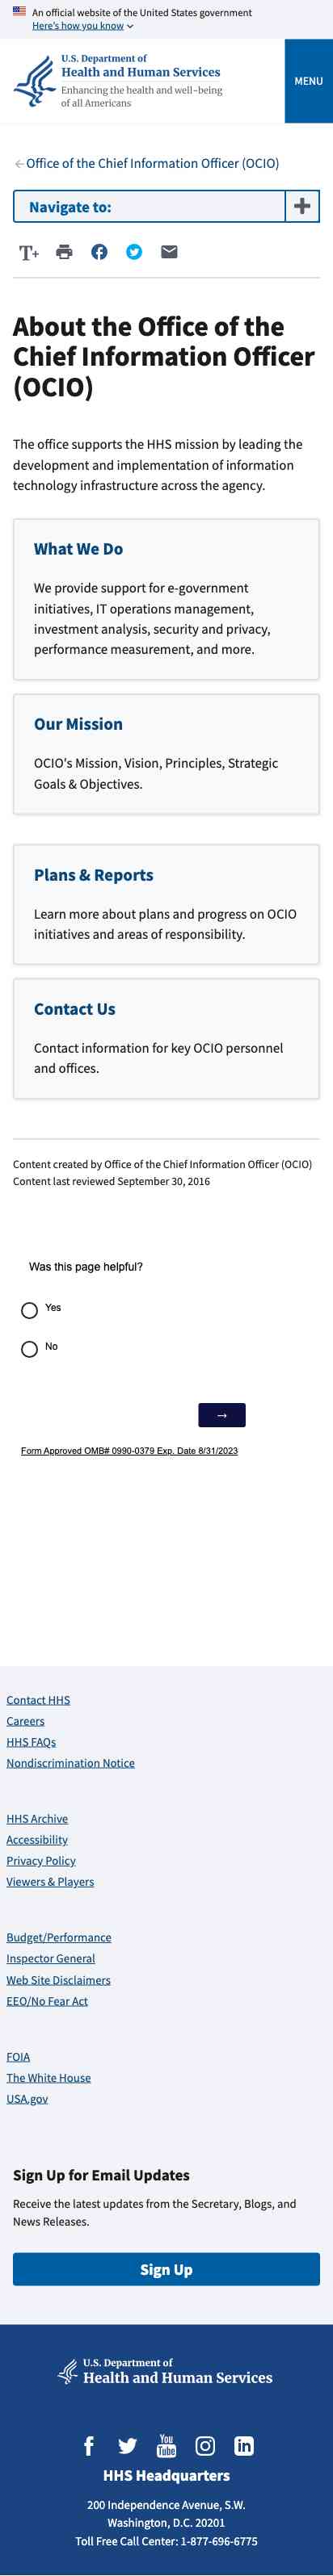 An official website of the United States government
Here's how you know
U.S. Department of
Health and Human Services
Enhancing the health and well-being
of all Americans
MENU
Office of the Chief Information Officer (OCIO)
Navigate to:
T+
About the Office of the
Chief Information Officer
(OCIO)
The office supports the HHS mission by leading the
development and implementation of information
technology infrastructure across the agency.
What We Do
We provide support for e-government
initiatives, IT operations management,
investment analysis, security and privacy,
performance measurement, and more.
Our Mission
OCIO's Mission, Vision, Principles, Strategic
Goals & Objectives.
Plans & Reports
Learn more about plans and progress on OCIO
initiatives and areas of responsibility.
Contact Us
Contact information for key OCIO personnel
and offices.
Content created by Office of the Chief Information Officer (OCIO)
Content last reviewed September 30, 2016
Was this page helpful?
Yes
No
→
Form Approved OMB# 0990-0379 Exp. Date 8/31/2023
Contact HHS
Careers
HHS FAQs
Nondiscrimination Notice
HHS Archive
Accessibility
Privacy Policy
Viewers & Players
Budget/Performance
Inspector General
Web Site Disclaimers
EEO/No Fear Act
FOIA
The White House
USA.gov
Sign Up for Email Updates
Receive the latest updates from the Secretary, Blogs, and
News Releases.
Sign Up
U.S. Department of
Health and Human Services
You
Tube
HHS Headquarters
200 Independence Avenue, S.W.
Washington, D.C. 20201
Toll Free Call Center: 1-877-696-6775